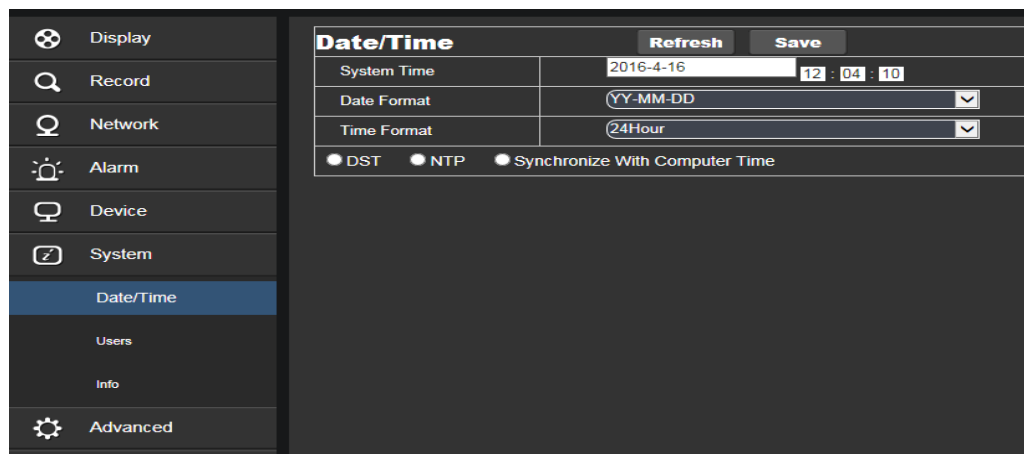 Display
Record
Network
Alarm
Device
System
Date/Time
Users
Info
Advanced
Date/Time Refresh Save
System Time 2016-4-16 12 : 04 : 10
Date Format YY-MM-DD
Time Format 24Hour
DST NTP Synchronize With Computer Time